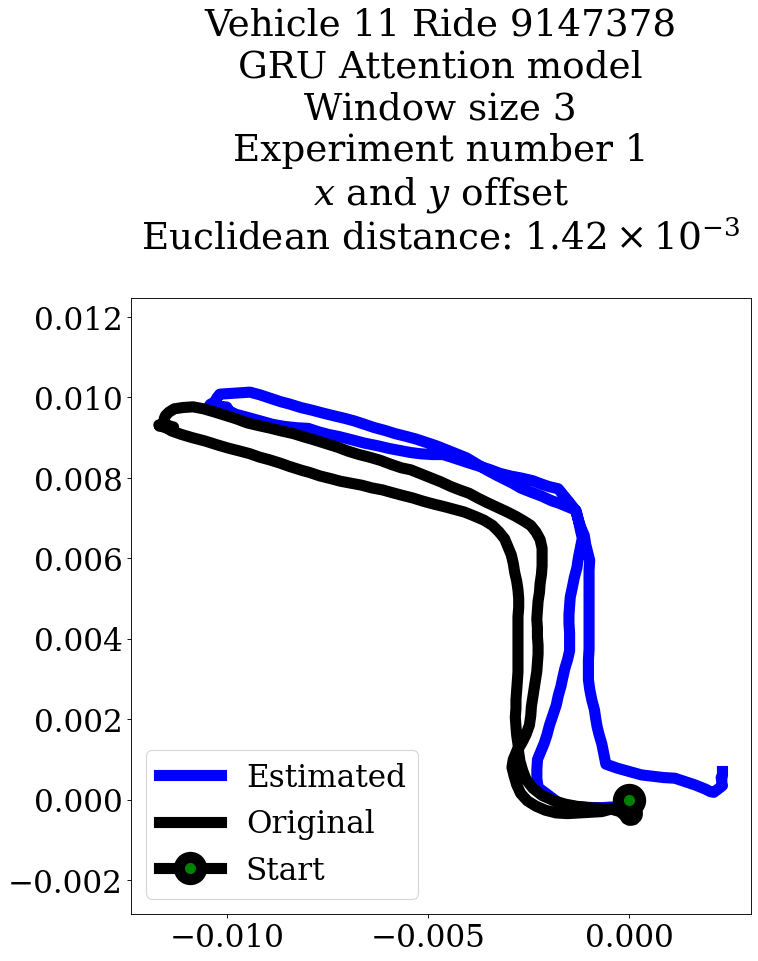 Vehicle 11 Ride 9147378
GRU Attention model
Window size 3
Experiment number 1
x and y offset
Euclidean distance: 1.42 × 10⁻³
0.012
0.010
0.008
0.006
0.004
0.002
0.000
−0.002
Estimated
Original
Start
−0.010 −0.005 0.000